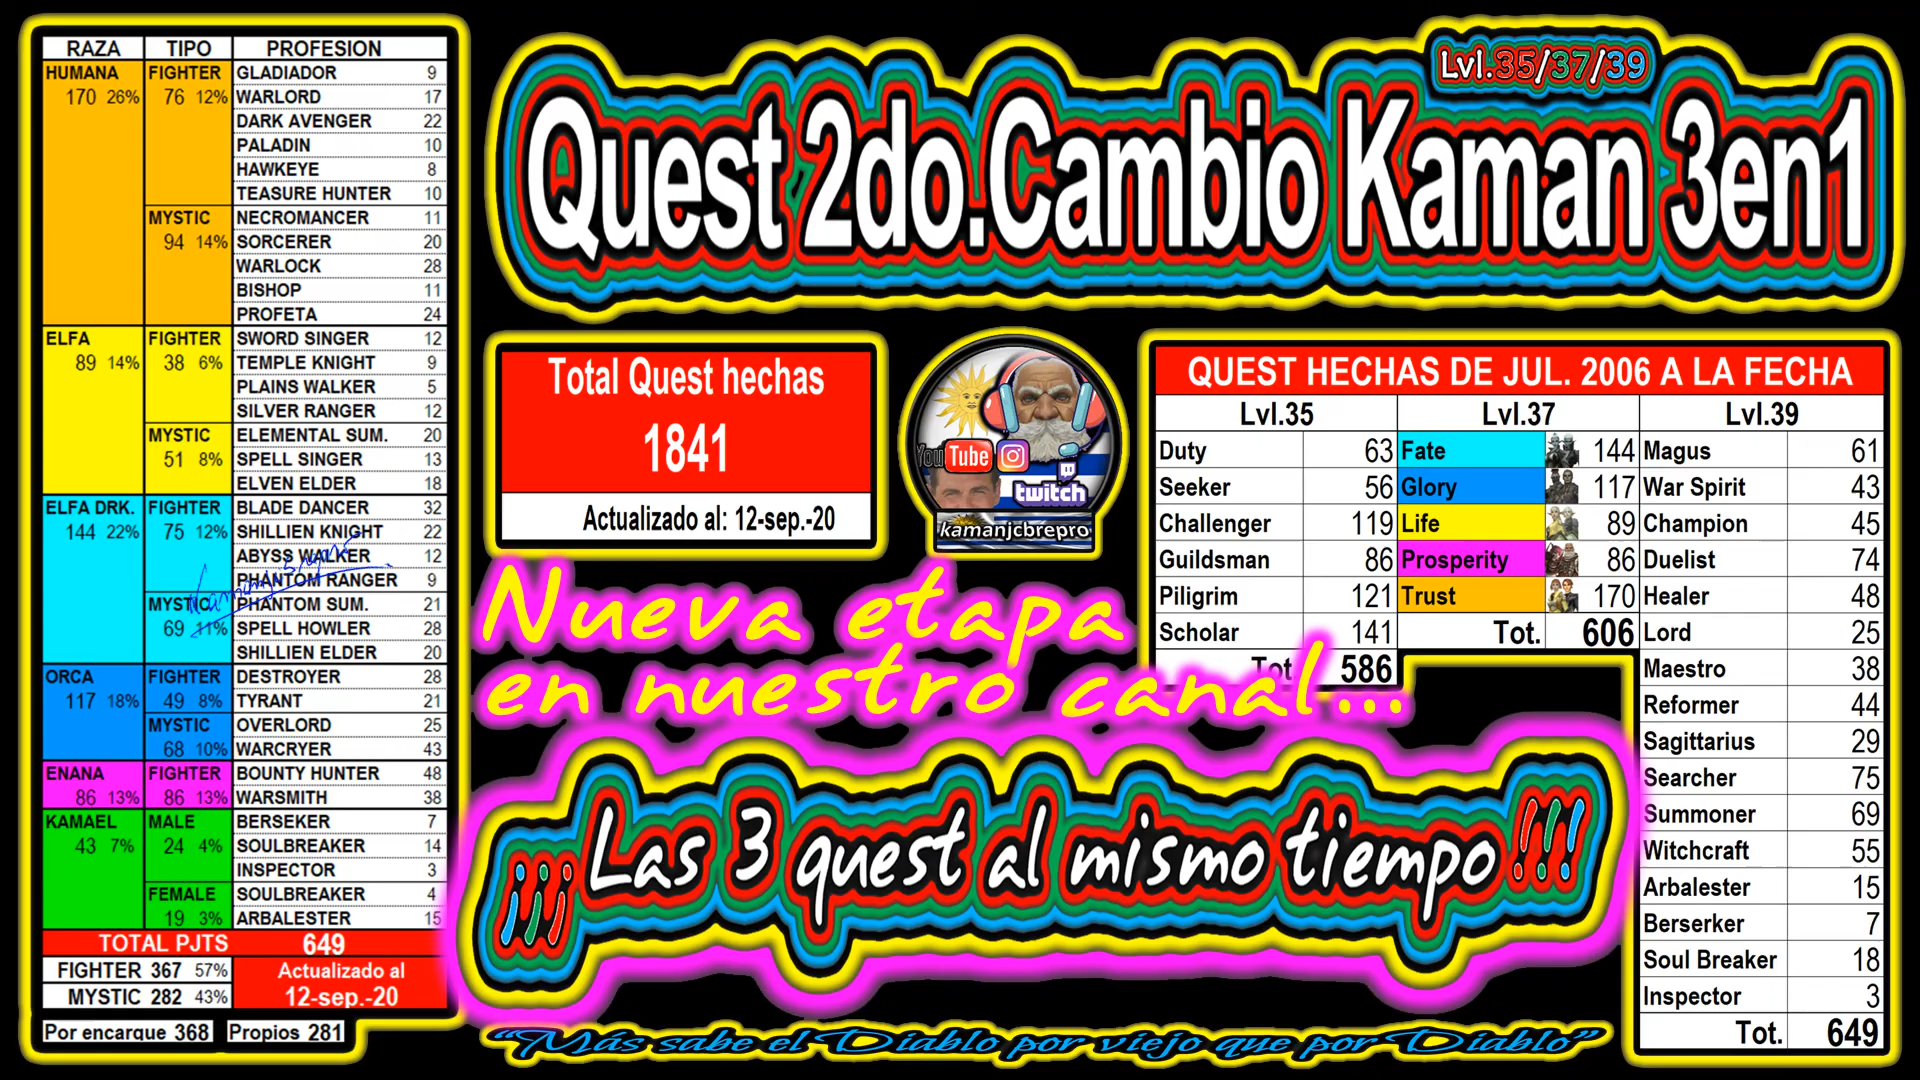 RAZA TIPO PROFESION
HUMANA FIGHTER GLADIADOR 9
170 26% 76 12% WARLORD 17
DARK AVENGER 22
PALADIN 10
HAWKEYE 8
TEASURE HUNTER 10
MYSTIC NECROMANCER 11
94 14% SORCERER 20
WARLOCK 28
BISHOP 11
PROFETA 24
ELFA FIGHTER SWORD SINGER 12
89 14% 38 6% TEMPLE KNIGHT 9
PLAINS WALKER 5
SILVER RANGER 12
MYSTIC ELEMENTAL SUM. 20
51 8% SPELL SINGER 13
ELVEN ELDER 18
ELFA DRK. FIGHTER BLADE DANCER 32
144 22% 75 12% SHILLIEN KNIGHT 22
ABYSS WALKER 12
PHANTOM RANGER 9
MYSTIC PHANTOM SUM. 21
69 11% SPELL HOWLER 28
SHILLIEN ELDER 20
ORCA FIGHTER DESTROYER 28
117 18% 49 8% TYRANT 21
MYSTIC OVERLORD 25
68 10% WARCRYER 43
ENANA FIGHTER BOUNTY HUNTER 48
86 13% 86 13% WARSMITH 38
KAMAEL MALE BERSEKER 7
43 7% 24 4% SOULBREAKER 14
INSPECTOR 3
FEMALE SOULBREAKER 4
19 3% ARBALESTER 15
TOTAL PJTS 649
FIGHTER 367 57% Actualizado al
MYSTIC 282 43% 12-sep.-20
Por encargue 368 Propios 281
Lvl.35/37/39
Quest 2do.Cambio Kaman 3en1
Total Quest hechas
1841
Actualizado al: 12-sep.-20
YouTube
twitch
kamanjcbrepro
QUEST HECHAS DE JUL. 2006 A LA FECHA
Lvl.35 Lvl.37 Lvl.39
Duty 63 Fate 144 Magus 61
Seeker 56 Glory 117 War Spirit 43
Challenger 119 Life 89 Champion 45
Guildsman 86 Prosperity 86 Duelist 74
Piligrim 121 Trust 170 Healer 48
Scholar 141 Tot. 606 Lord 25
Tot 586 Maestro 38
Reformer 44
Sagittarius 29
Searcher 75
Summoner 69
Witchcraft 55
Arbalester 15
Berserker 7
Soul Breaker 18
Inspector 3
Tot. 649
Nueva etapa
en nuestro canal...
¡¡¡Las 3 quest al mismo tiempo!!!
“Más sabe el Diablo por viejo que por Diablo”